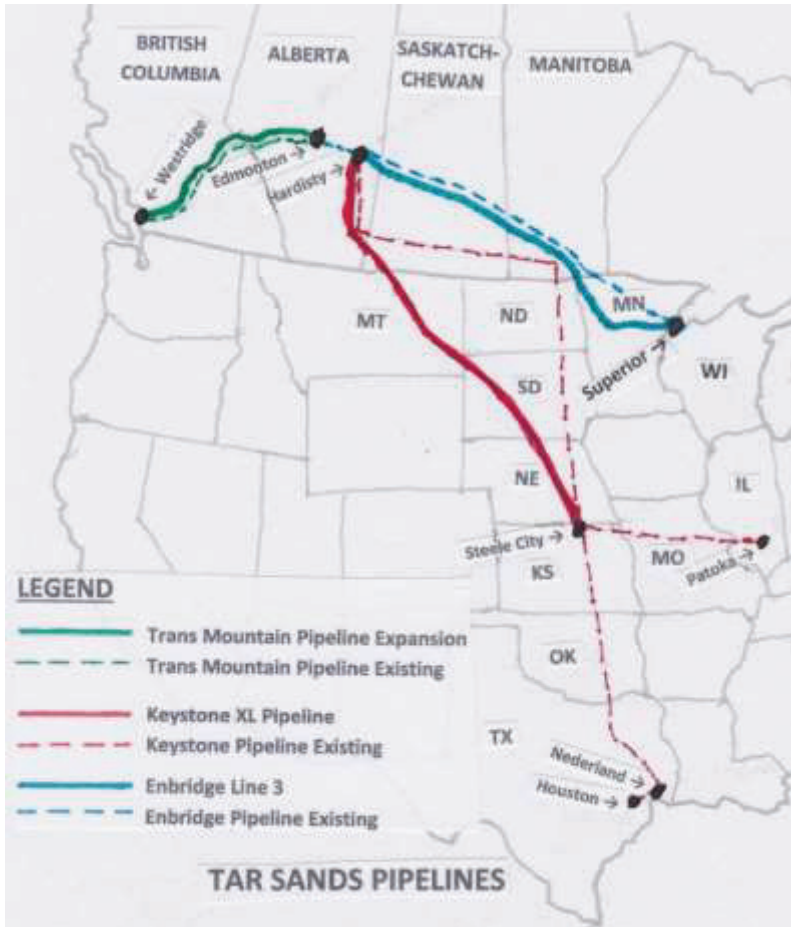 BRITISH
COLUMBIA
ALBERTA
SASKATCH-
CHEWAN
MANITOBA
← Westridge
Edmonton →
Hardisty →
MT
ND
MN
Superior →
WI
SD
NE
IL
Steele City →
KS
MO
Patoka →
OK
TX
Nederland →
Houston →
LEGEND
Trans Mountain Pipeline Expansion
Trans Mountain Pipeline Existing
Keystone XL Pipeline
Keystone Pipeline Existing
Enbridge Line 3
Enbridge Pipeline Existing
TAR SANDS PIPELINES